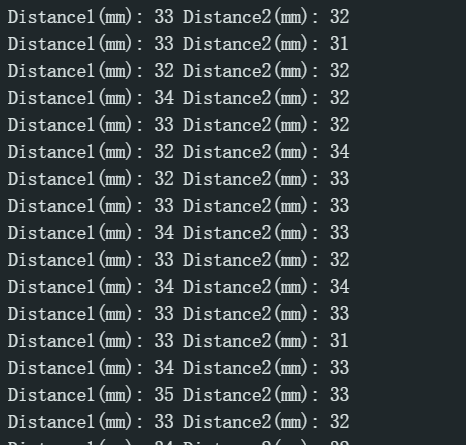 Distance1(mm): 33 Distance2(mm): 32
Distance1(mm): 33 Distance2(mm): 31
Distance1(mm): 32 Distance2(mm): 32
Distance1(mm): 34 Distance2(mm): 32
Distance1(mm): 33 Distance2(mm): 32
Distance1(mm): 32 Distance2(mm): 34
Distance1(mm): 32 Distance2(mm): 33
Distance1(mm): 33 Distance2(mm): 33
Distance1(mm): 34 Distance2(mm): 33
Distance1(mm): 33 Distance2(mm): 32
Distance1(mm): 34 Distance2(mm): 34
Distance1(mm): 33 Distance2(mm): 33
Distance1(mm): 33 Distance2(mm): 31
Distance1(mm): 34 Distance2(mm): 33
Distance1(mm): 35 Distance2(mm): 33
Distance1(mm): 33 Distance2(mm): 32